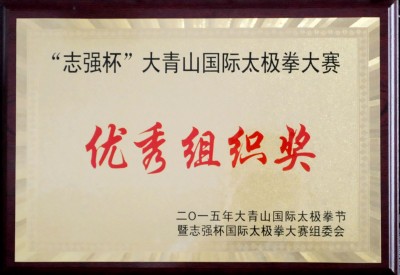 “志强杯”大青山国际太极拳大赛
优秀组织奖
二〇一五年大青山国际太极拳节
暨志强杯国际太极拳大赛组委会